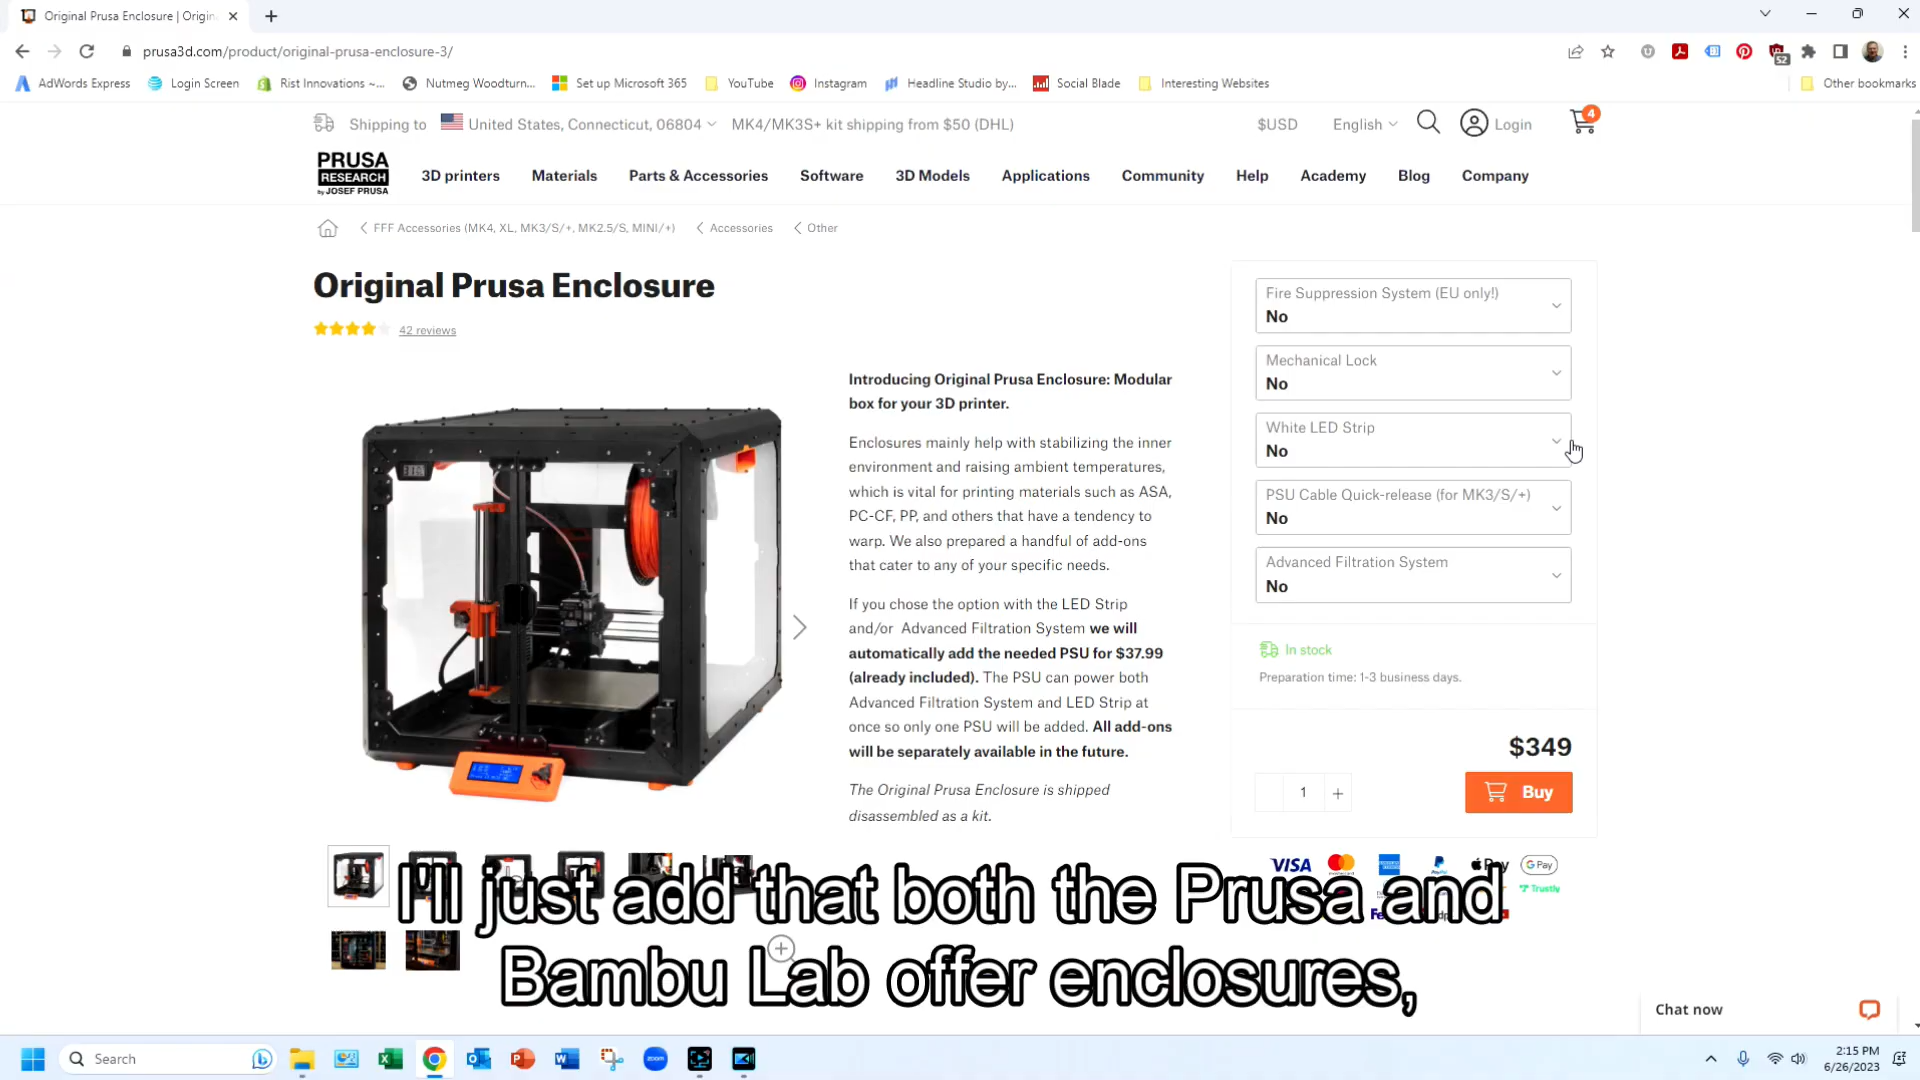 Original Prusa Enclosure | Origin
prusa3d.com/product/original-prusa-enclosure-3/
52
AdWords Express
Login Screen
Rist Innovations ~...
Nutmeg Woodturn...
Set up Microsoft 365
YouTube
Instagram
Headline Studio by...
Social Blade
Interesting Websites
Other bookmarks
Shipping to United States, Connecticut, 06804 MK4/MK3S+ kit shipping from $50 (DHL)
$USD English Login 4
PRUSA
RESEARCH
by JOSEF PRUSA
3D printers Materials Parts & Accessories Software 3D Models Applications Community Help Academy Blog Company
FFF Accessories (MK4, XL, MK3/S/+, MK2.5/S, MINI/+) Accessories Other
Original Prusa Enclosure
42 reviews
Introducing Original Prusa Enclosure: Modular
box for your 3D printer.
Enclosures mainly help with stabilizing the inner
environment and raising ambient temperatures,
which is vital for printing materials such as ASA,
PC-CF, PP, and others that have a tendency to
warp. We also prepared a handful of add-ons
that cater to any of your specific needs.
If you chose the option with the LED Strip
and/or Advanced Filtration System we will
automatically add the needed PSU for $37.99
(already included). The PSU can power both
Advanced Filtration System and LED Strip at
once so only one PSU will be added. All add-ons
will be separately available in the future.
The Original Prusa Enclosure is shipped
disassembled as a kit.
Fire Suppression System (EU only!)
No
Mechanical Lock
No
White LED Strip
No
PSU Cable Quick-release (for MK3/S/+)
No
Advanced Filtration System
No
In stock
Preparation time: 1-3 business days.
$349
1 +
Buy
VISA
Pay
G Pay
Trustly
I'll just add that both the Prusa and
Bambu Lab offer enclosures,
Chat now
Search
zoom
2:15 PM
6/26/2023